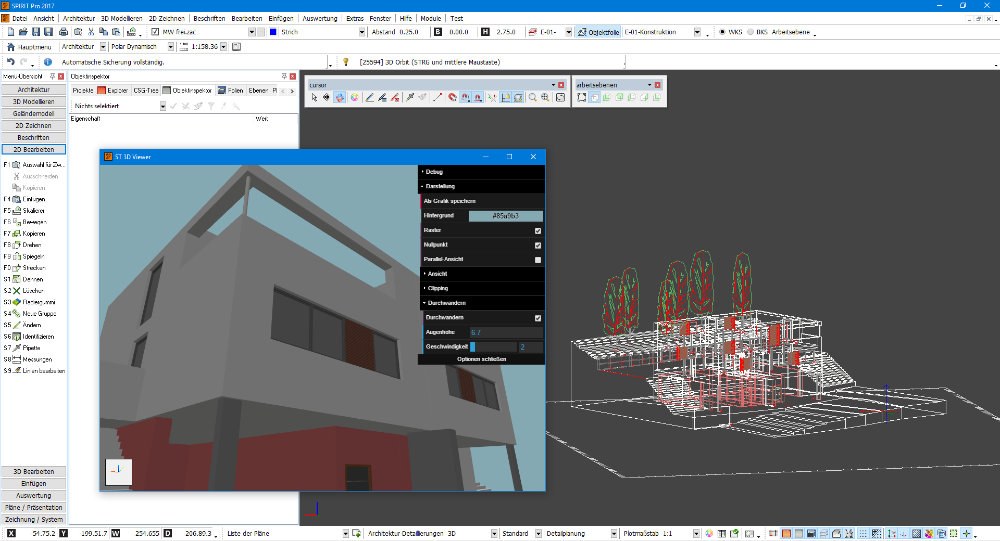 SPIRIT Pro 2017
Datei Ansicht Architektur 3D Modellieren 2D Zeichnen Beschriften Bearbeiten Einfügen Auswertung Extras Fenster Hilfe Module Test
MW frei.zac Strich Abstand 0.25.0 B 0.00.0 H 2.75.0 E-01- Objektfolie E-01-Konstruktion WKS BKS Arbeitsebene
Hauptmenü Architektur Polar Dynamisch 1:100 1:158.36
Automatische Sicherung vollständig. [25594] 3D Orbit (STRG und mittlere Maustaste)
Menü-Übersicht
Architektur
3D Modellieren
Geländemodell
2D Zeichnen
Beschriften
2D Bearbeiten
F1 Auswahl für Zw...
Ausschneiden
Kopieren
F4 Einfügen
F5 Skalierer
F6 Bewegen
F7 Kopieren
F8 Drehen
F9 Spiegeln
F0 Strecken
S1 Dehnen
S2 Löschen
S3 Radiergummi
S4 Neue Gruppe
S5 Ändern
S6 Identifizieren
S7 Pipette
S8 Messungen
S9 Linien bearbeiten
3D Bearbeiten
Einfügen
Auswertung
Pläne / Präsentation
Zeichnung / System
Objektinspektor
Projekte Explorer CSG-Tree Objektinspektor Folien Ebenen Pl
Nichts selektiert
Eigenschaft Wert
cursor
arbeitsebenen
SP ST 3D Viewer
Debug
Darstellung
Als Grafik speichern
Hintergrund #85a9b3
Raster
Nullpunkt
Parallel-Ansicht
Ansicht
Clipping
Durchwandern
Durchwandern
Augenhöhe 6.7
Geschwindigkeit 2
Optionen schließen
X -54.75.2 Y -199.51.7 W 254.655 D 206.89.3 Liste der Pläne Architektur-Detaillierungen 3D Standard Detailplanung Plotmaßstab 1:1